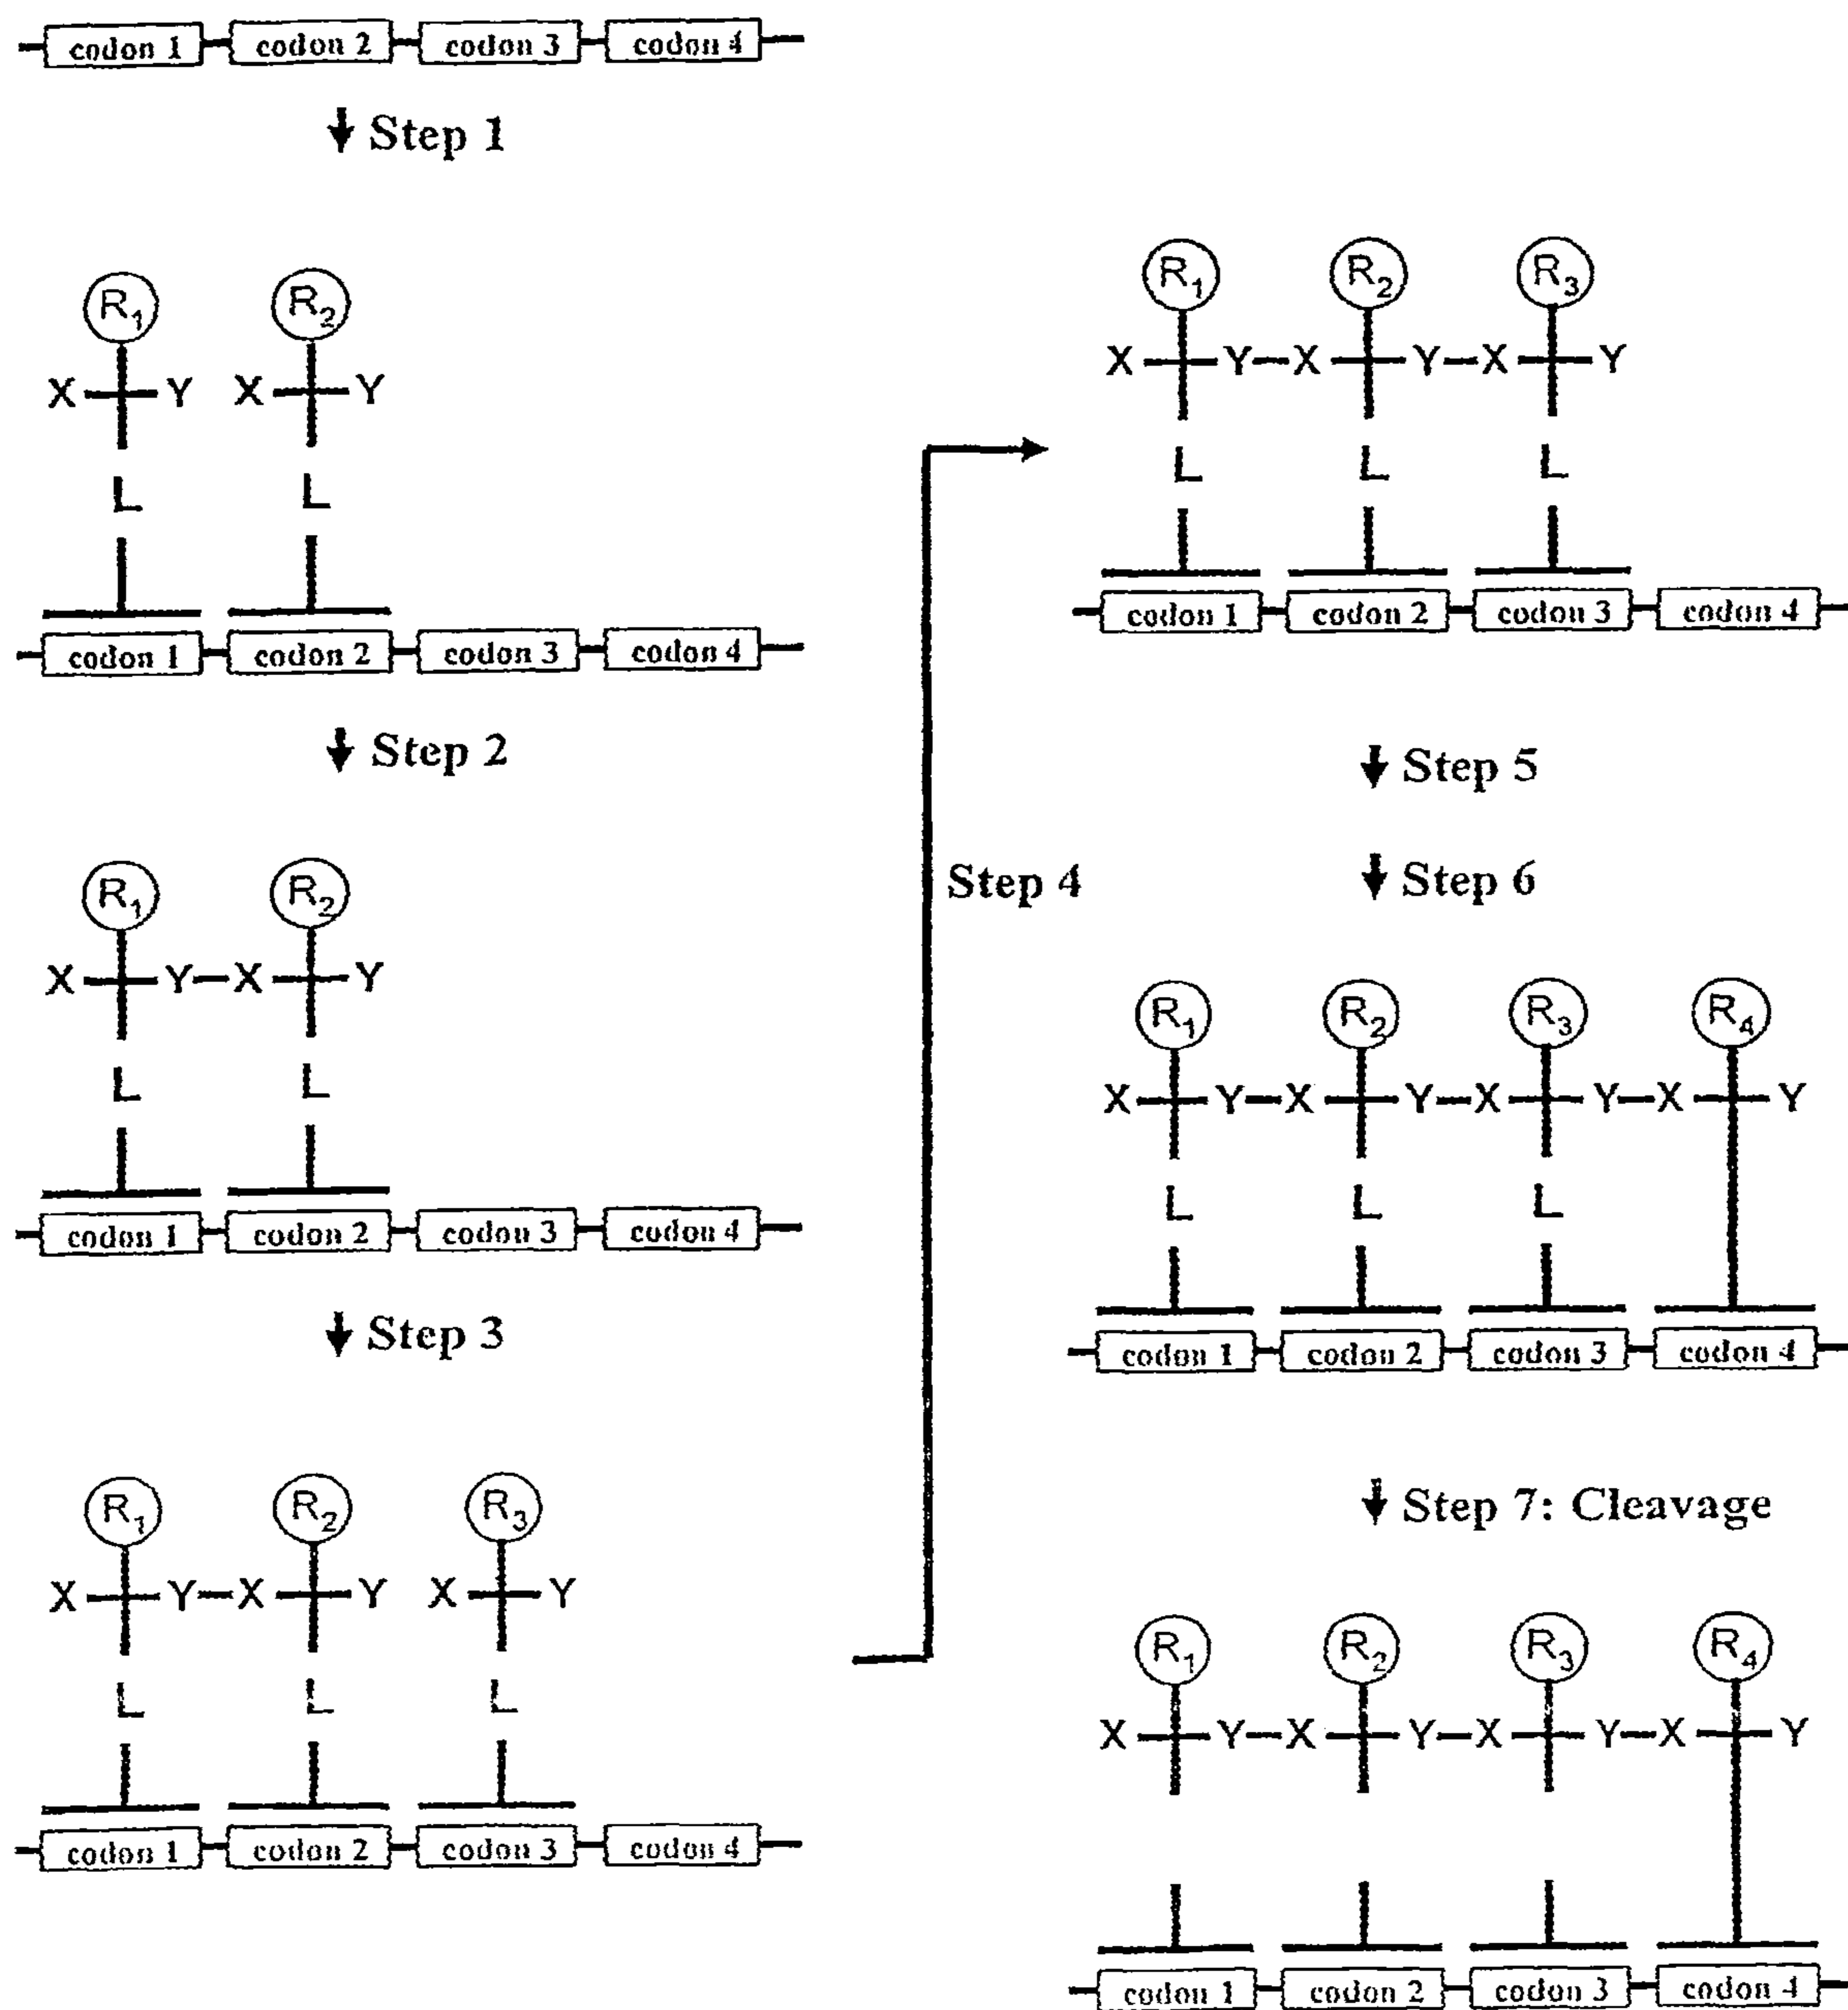 codon 1 codon 2 codon 3 codon 4
Step 1
R1 R2
X Y X Y
L L
codon 1 codon 2 codon 3 codon 4
Step 2
R1 R2
X Y X Y
L L
codon 1 codon 2 codon 3 codon 4
Step 3
R1 R2 R3
X Y X Y X Y
L L L
codon 1 codon 2 codon 3 codon 4
Step 4
R1 R2 R3
X Y X Y X Y
L L L
codon 1 codon 2 codon 3 codon 4
Step 5
Step 6
R1 R2 R3 R4
X Y X Y X Y X Y
L L L
codon 1 codon 2 codon 3 codon 4
Step 7: Cleavage
R1 R2 R3 R4
X Y X Y X Y X Y
codon 1 codon 2 codon 3 codon 4